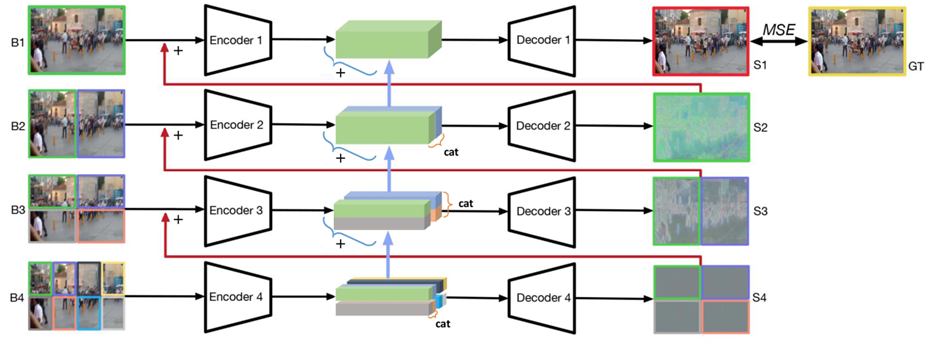 B1
+
Encoder 1
+
Decoder 1
S1
MSE
GT
B2
+
Encoder 2
+
cat
Decoder 2
S2
B3
+
Encoder 3
+
cat
Decoder 3
S3
B4
Encoder 4
cat
Decoder 4
S4